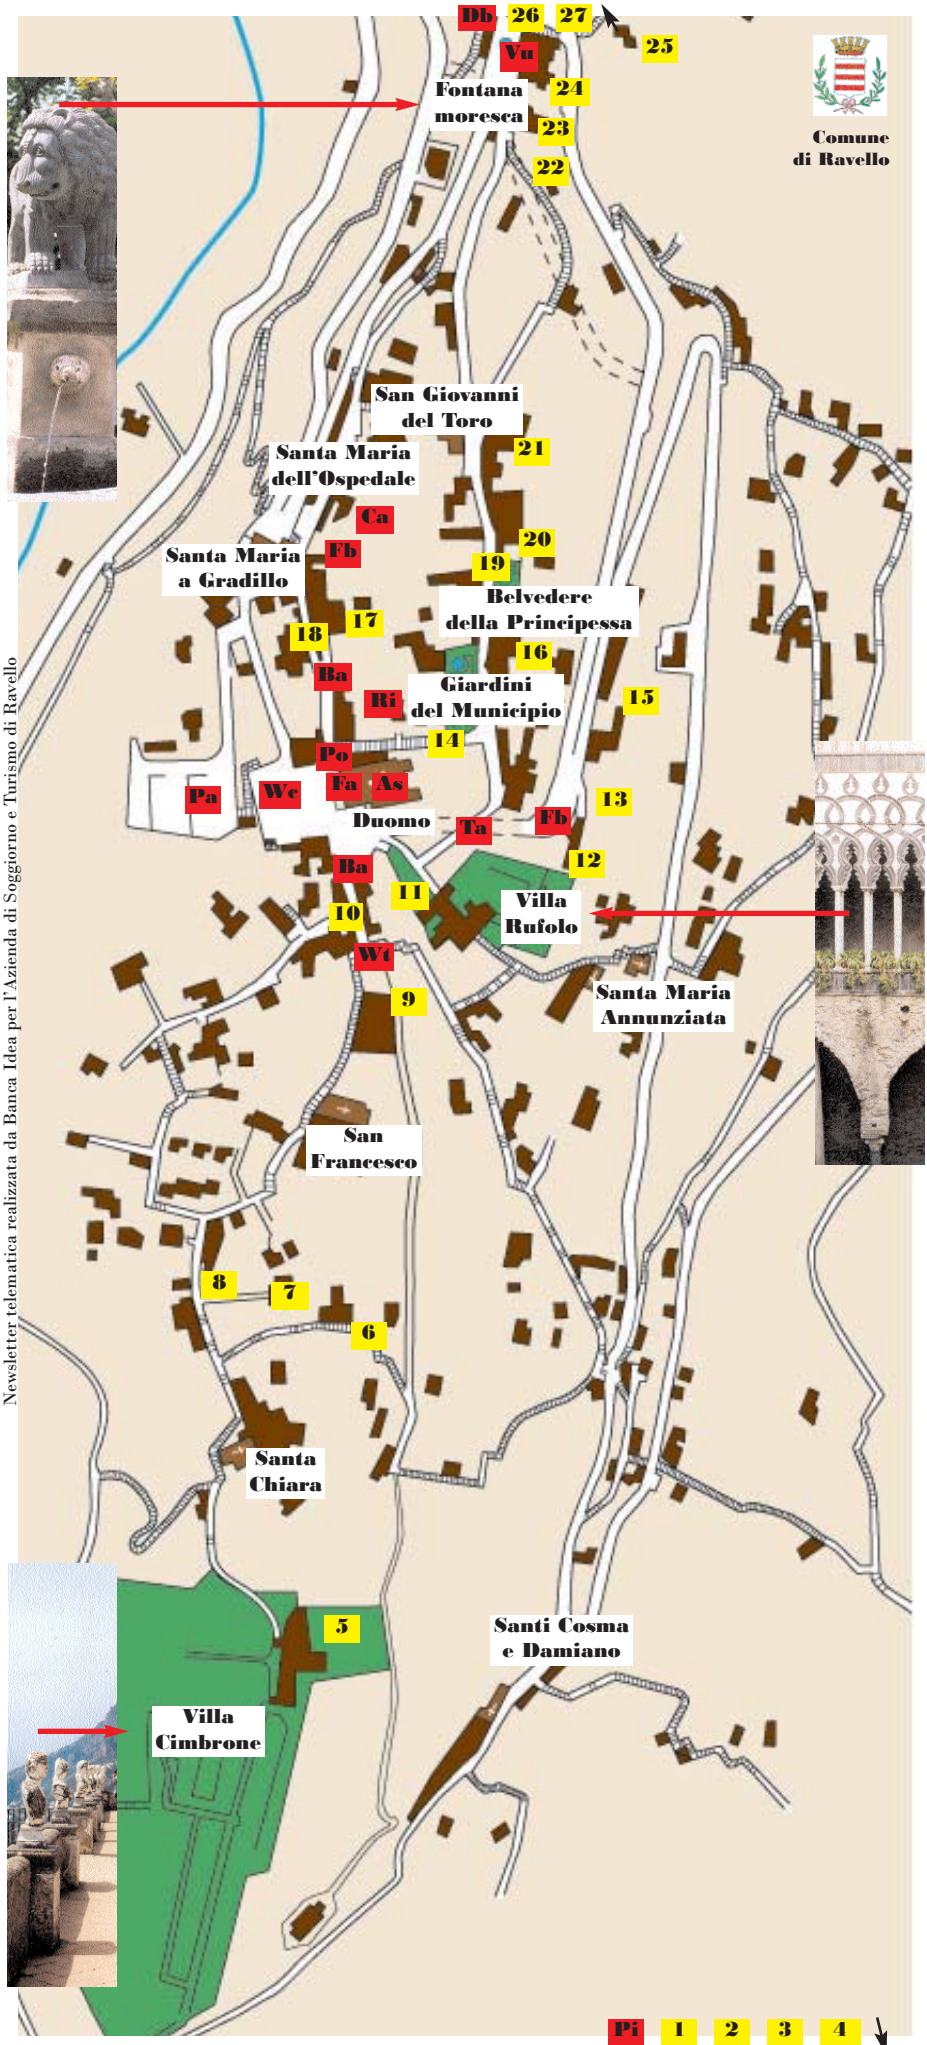 Db 26 27
Vu 25
Fontana
moresca
24
23
22
Comune
di Ravello
San Giovanni
del Toro
Santa Maria
dell'Ospedale
21
Ca
Santa Maria
a Gradillo
Fb
20
19
Belvedere
della Principessa
17
18
16
Ba
Giardini
del Municipio
Ri
15
14
Po
Pa
Wc
Fa
As
13
Duomo
Ta
Fb
12
Ba
11
Villa
Rufolo
10
Wt
Santa Maria
Annunziata
9
San
Francesco
8
7
6
Santa
Chiara
5
Santi Cosma
e Damiano
Villa
Cimbrone
Pi 1 2 3 4
Newsletter telematica realizzata da Banca Idea per l'Azienda di Soggiorno e Turismo di Ravello